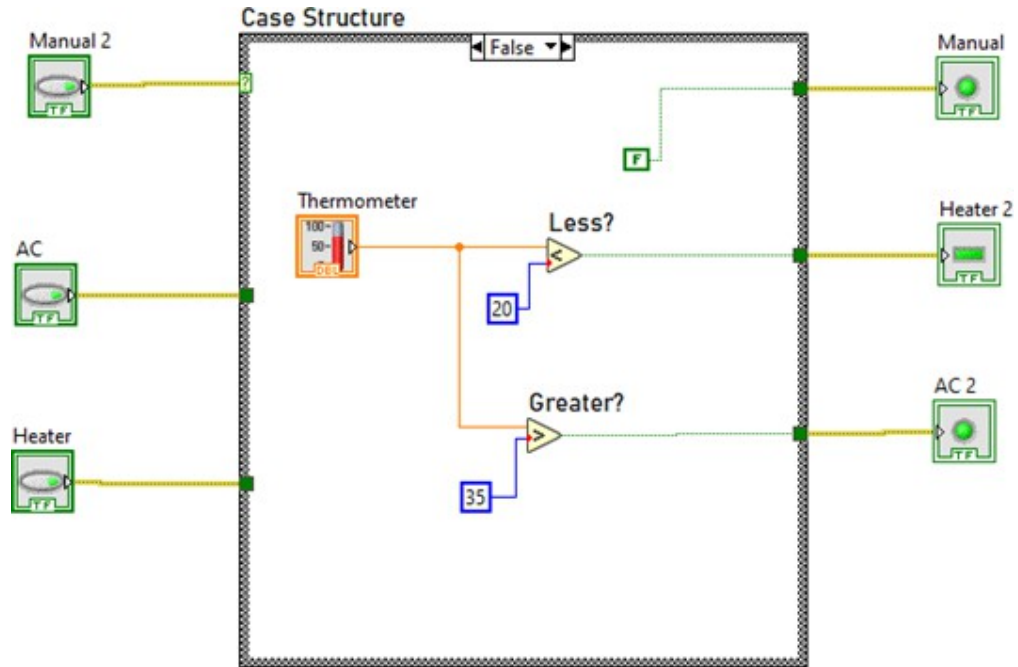 Case Structure
Manual 2
False
Manual
TF
?
TF
F
Thermometer
Less?
Heater 2
100
50
DBL
<
TF
AC
TF
20
Greater?
AC 2
>
TF
Heater
TF
35